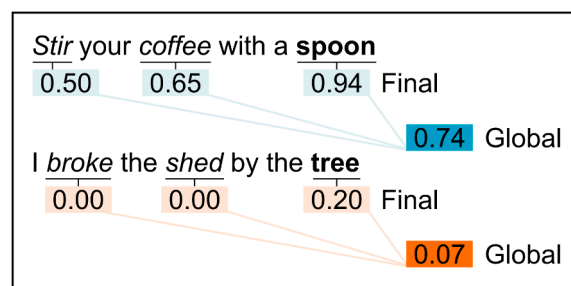 Stir your coffee with a spoon
0.50 0.65 0.94 Final
0.74 Global
I broke the shed by the tree
0.00 0.00 0.20 Final
0.07 Global